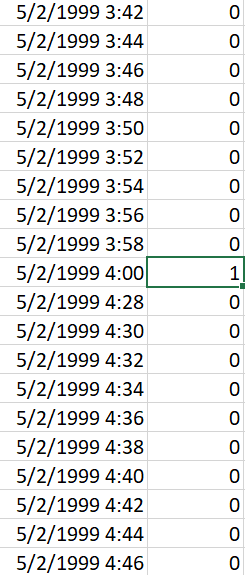 5/2/1999 3:42 0
5/2/1999 3:44 0
5/2/1999 3:46 0
5/2/1999 3:48 0
5/2/1999 3:50 0
5/2/1999 3:52 0
5/2/1999 3:54 0
5/2/1999 3:56 0
5/2/1999 3:58 0
5/2/1999 4:00 1
5/2/1999 4:28 0
5/2/1999 4:30 0
5/2/1999 4:32 0
5/2/1999 4:34 0
5/2/1999 4:36 0
5/2/1999 4:38 0
5/2/1999 4:40 0
5/2/1999 4:42 0
5/2/1999 4:44 0
5/2/1999 4:46 0